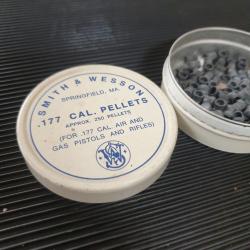 SMITH & WESSON
SPRINGFIELD, MA.
.177 CAL. PELLETS
APPROX. 250 PELLETS
(FOR .177 CAL. AIR AND
GAS PISTOLS AND RIFLES)